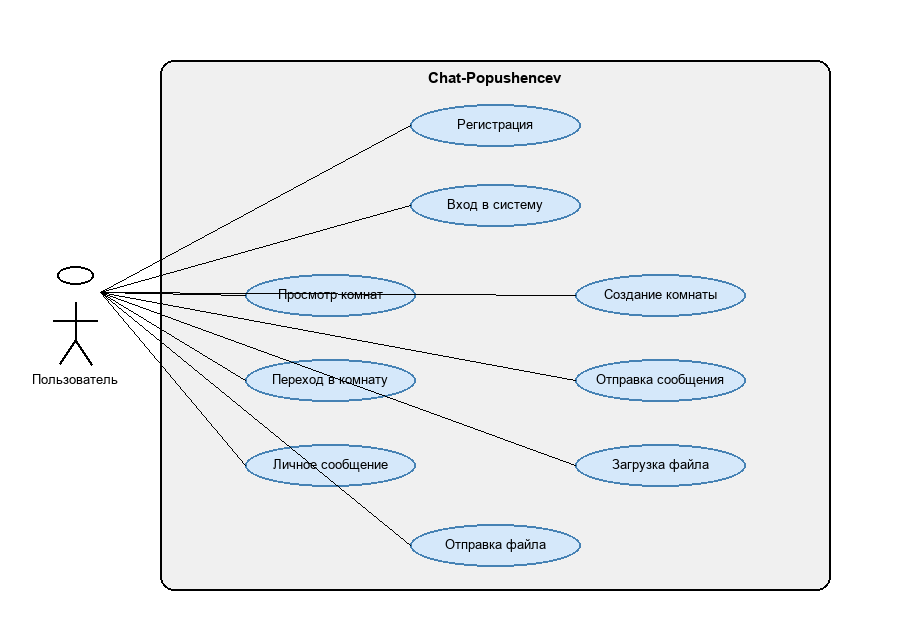 Chat-Popushencev
Регистрация
Вход в систему
Просмотр комнат
Создание комнаты
Пользователь
Переход в комнату
Отправка сообщения
Личное сообщение
Загрузка файла
Отправка файла